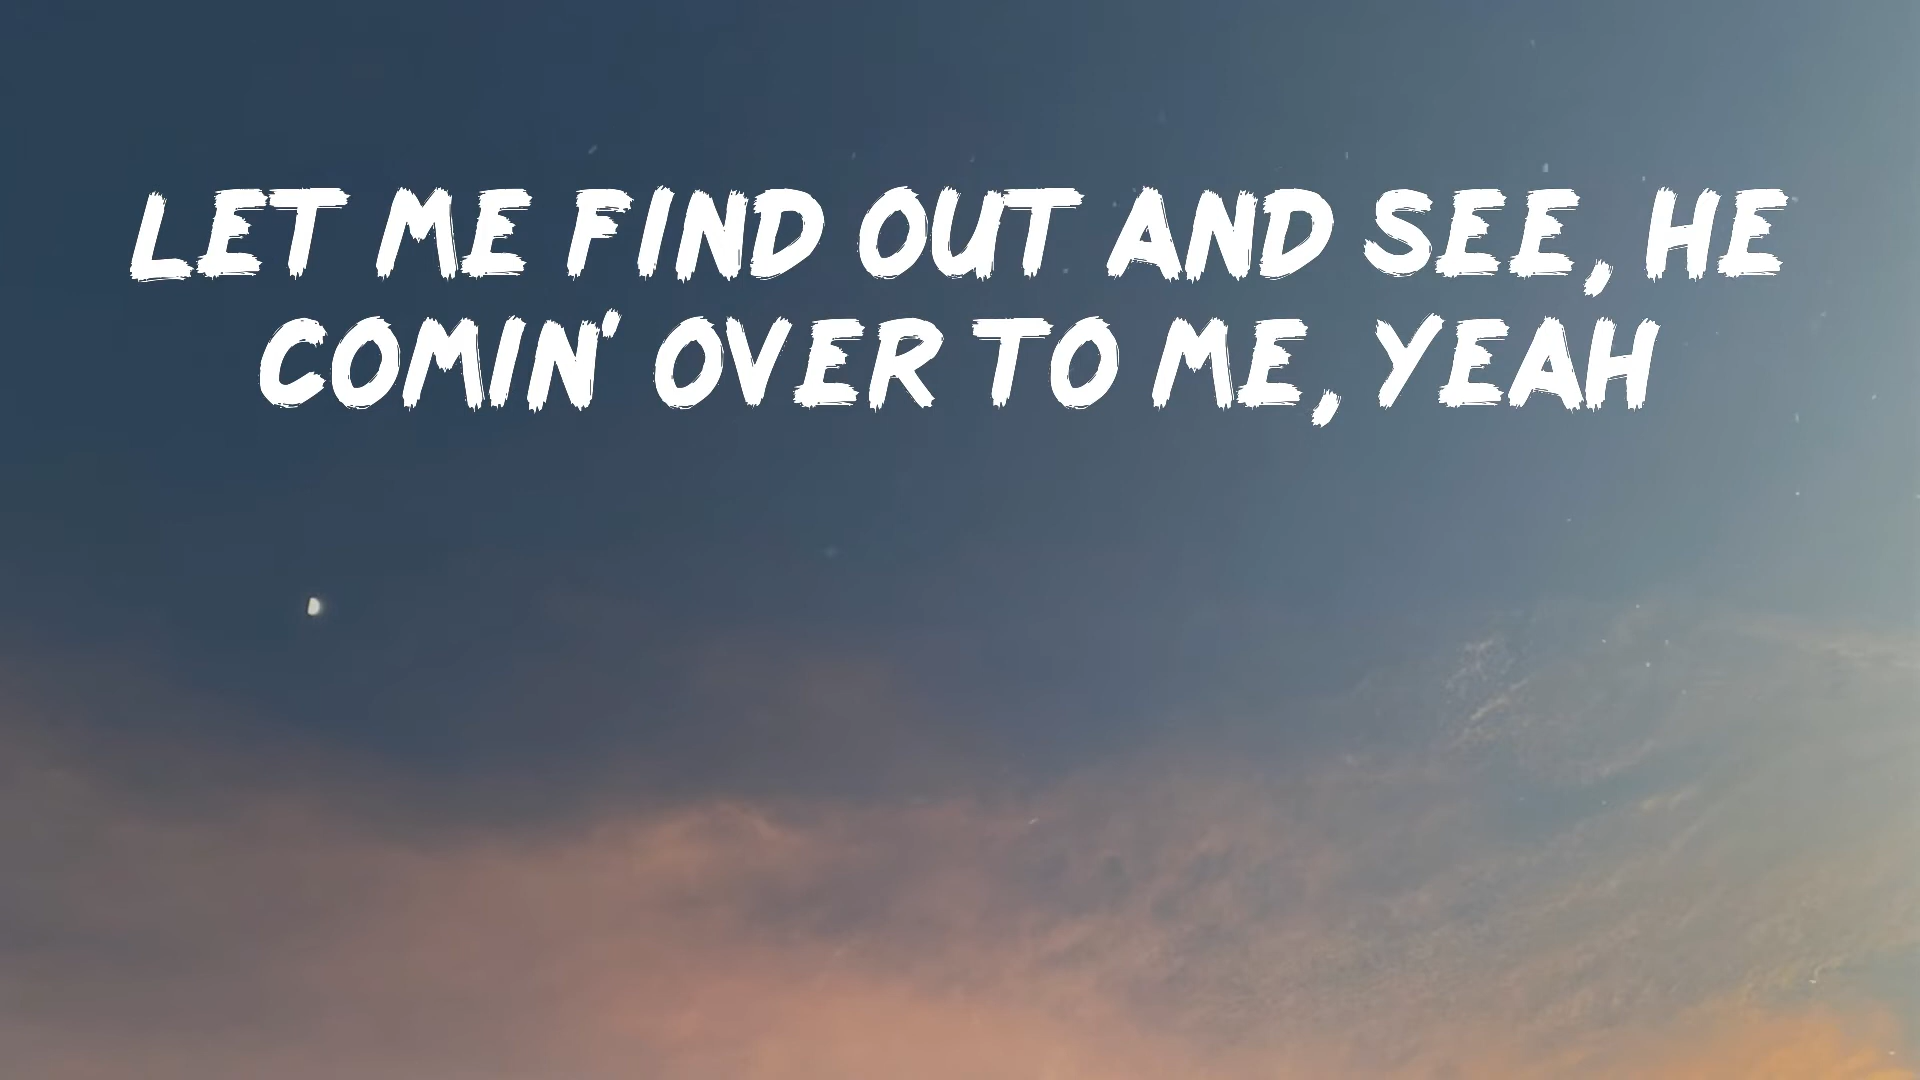 LET ME FIND OUT AND SEE, HE
COMIN' OVER TO ME, YEAH